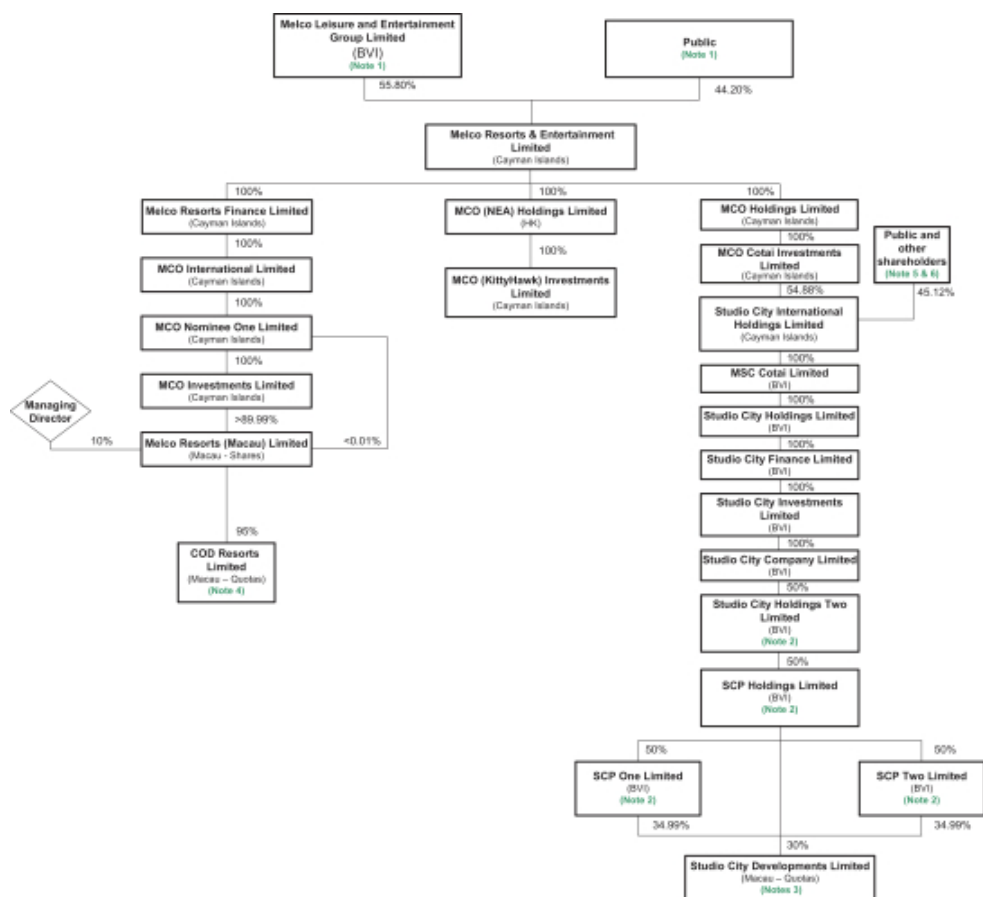 Melco Leisure and Entertainment
Group Limited
(BVI)
(Note 1)
Public
(Note 1)
55.80%
44.20%
Melco Resorts & Entertainment
Limited
(Cayman Islands)
100%
100%
100%
Melco Resorts Finance Limited
(Cayman Islands)
MCO (NEA) Holdings Limited
(HK)
MCO Holdings Limited
(Cayman Islands)
100%
100%
100%
Public and
other
shareholders
(Note 5 & 6)
MCO International Limited
(Cayman Islands)
MCO (KittyHawk) Investments
Limited
(Cayman Islands)
MCO Cotai Investments
Limited
(Cayman Islands)
54.88%
45.12%
100%
MCO Nominee One Limited
(Cayman Islands)
Studio City International
Holdings Limited
(Cayman Islands)
100%
100%
MCO Investments Limited
(Cayman Islands)
MSC Cotai Limited
(BVI)
100%
Managing
Director
>89.99%
Studio City Holdings Limited
(BVI)
10%
Melco Resorts (Macau) Limited
(Macau - Shares)
<0.01%
100%
Studio City Finance Limited
(BVI)
100%
Studio City Investments
Limited
(BVI)
95%
100%
COD Resorts
Limited
(Macau – Quotas)
(Note 4)
Studio City Company Limited
(BVI)
50%
Studio City Holdings Two
Limited
(BVI)
(Note 2)
50%
SCP Holdings Limited
(BVI)
(Note 2)
50%
50%
SCP One Limited
(BVI)
(Note 2)
SCP Two Limited
(BVI)
(Note 2)
34.99%
34.99%
30%
Studio City Developments Limited
(Macau – Quotas)
(Notes 3)